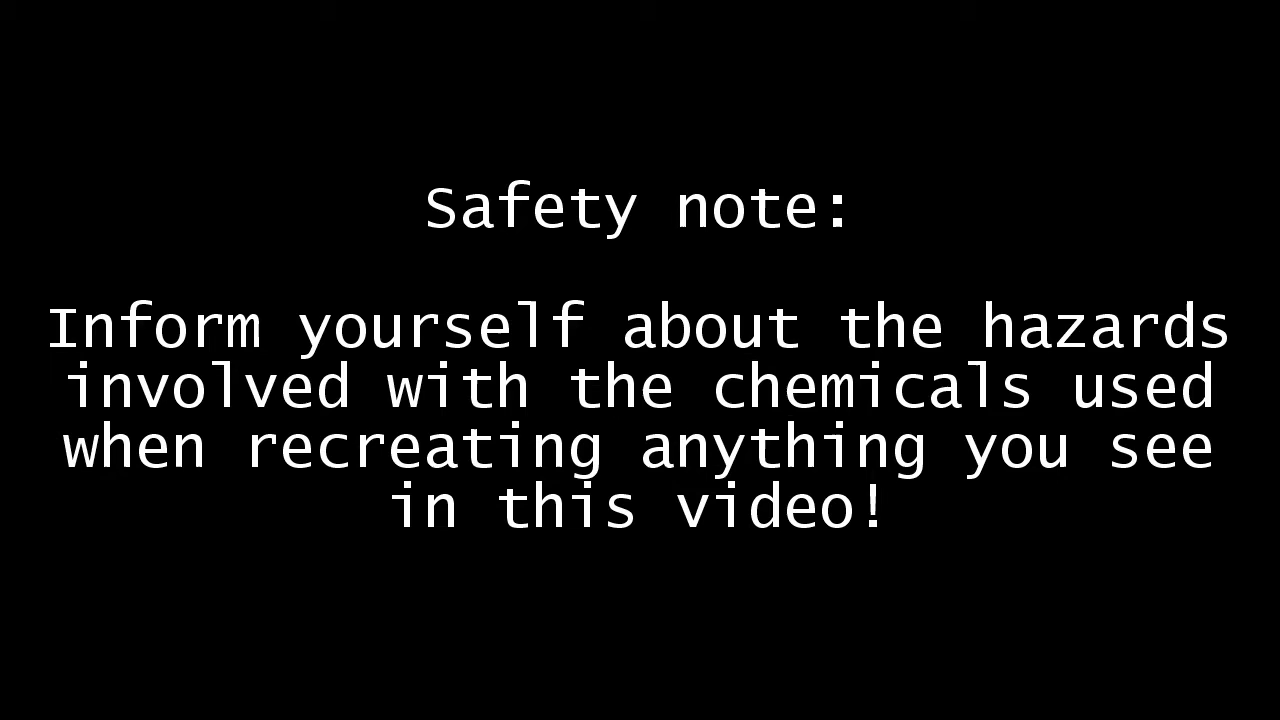 Safety note:
Inform yourself about the hazards
involved with the chemicals used
when recreating anything you see
in this video!